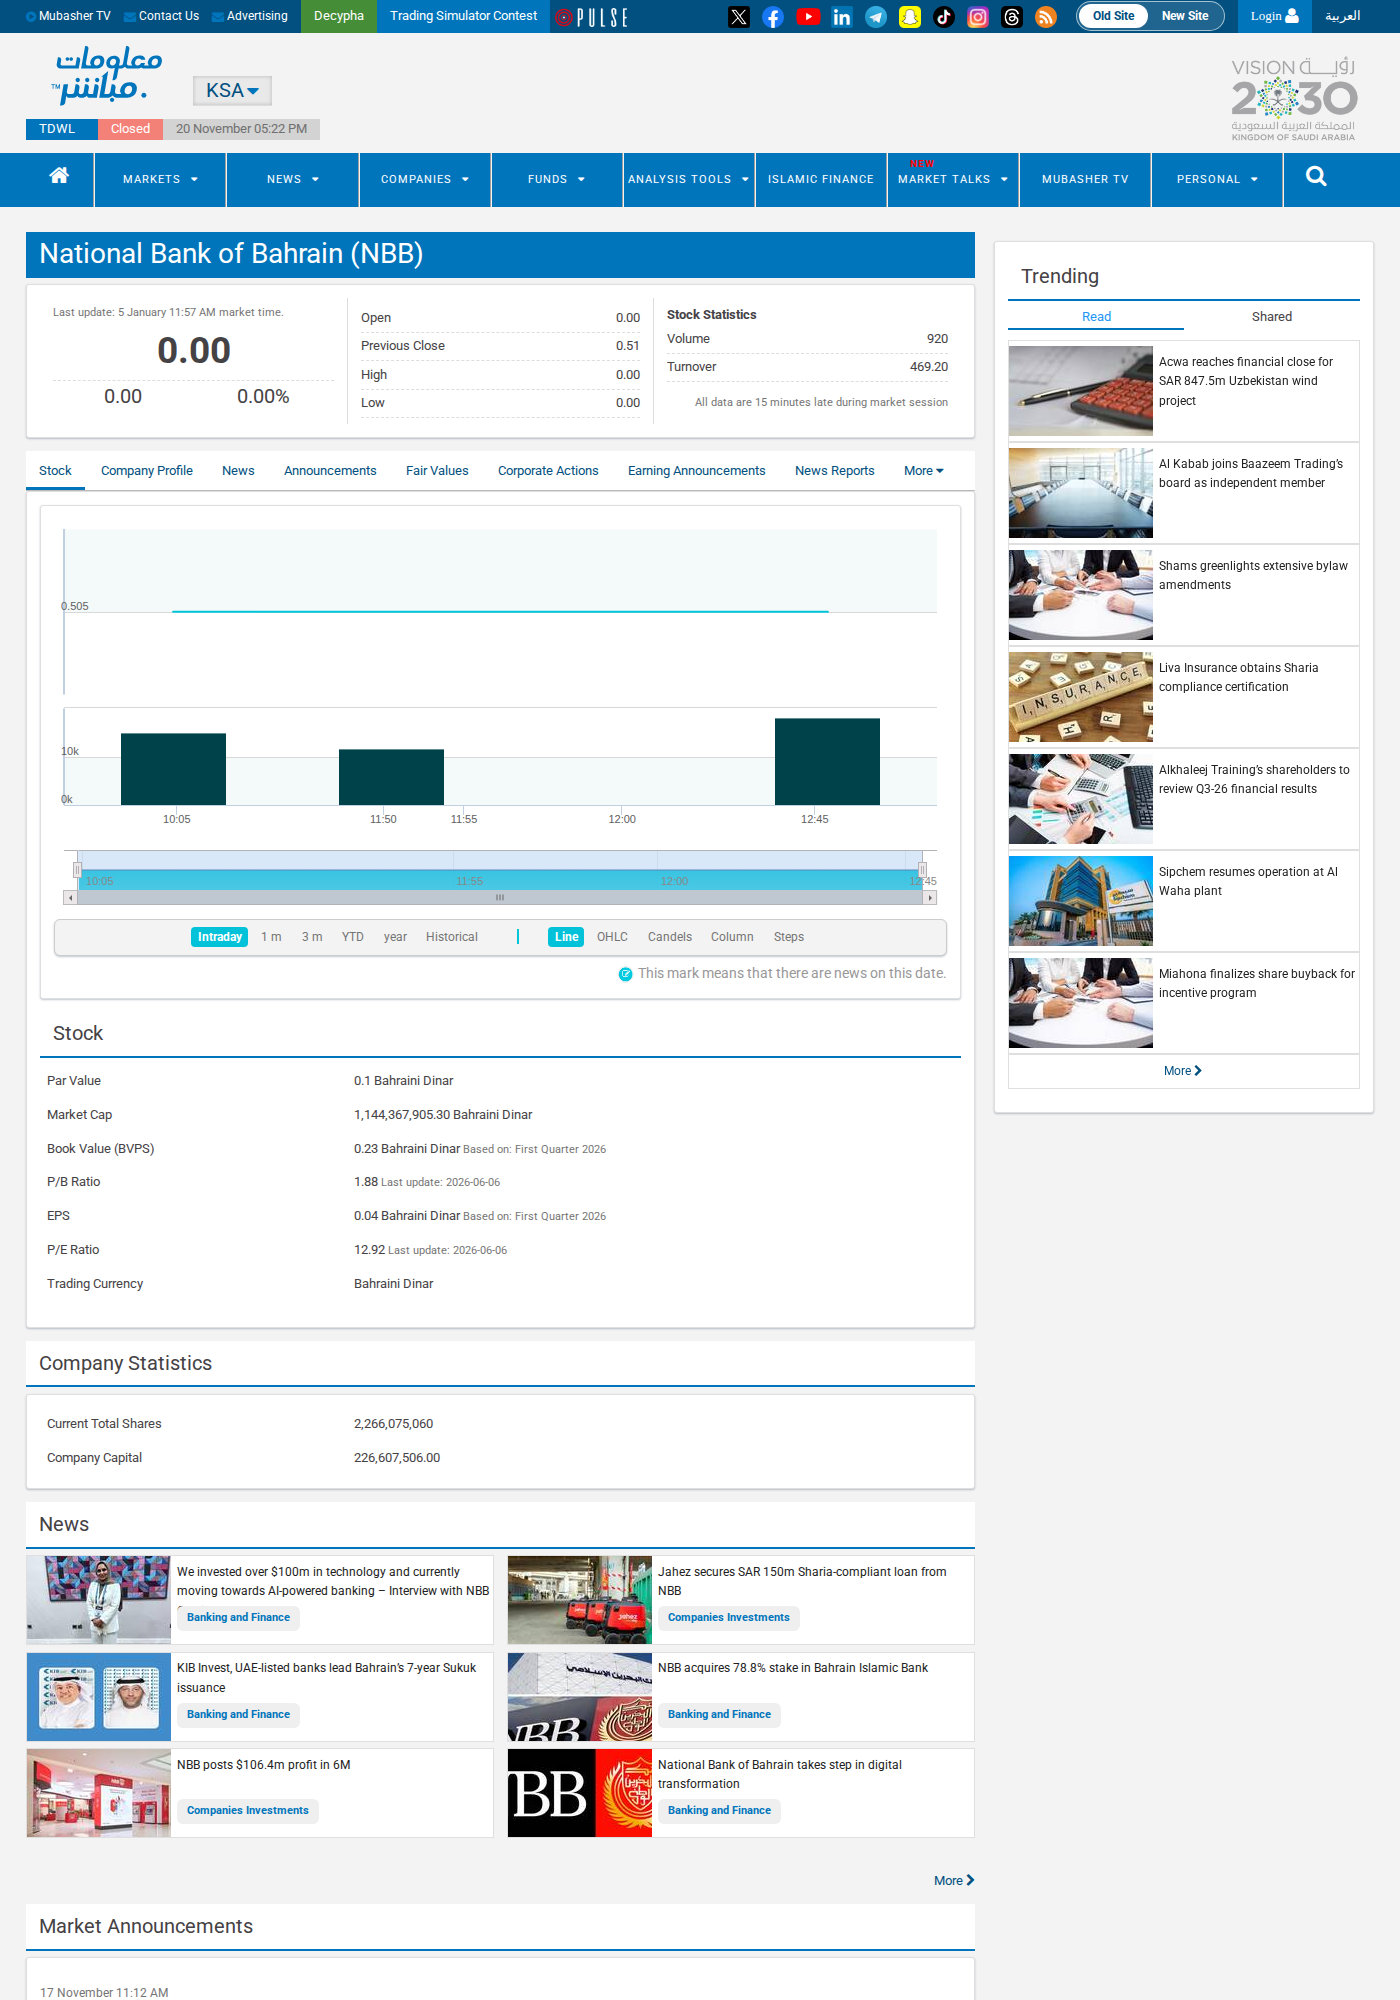 Mubasher TV
Contact Us
Advertising
Decypha
Trading Simulator Contest
PULSE
Old Site
New Site
Login
العربية
معلومات
مباشر
TM
KSA
VISION رؤيـــة
2030
المملكة العربية السعودية
KINGDOM OF SAUDI ARABIA
TDWL
Closed
20 November 05:22 PM
MARKETS
NEWS
COMPANIES
FUNDS
ANALYSIS TOOLS
ISLAMIC FINANCE
NEW
MARKET TALKS
MUBASHER TV
PERSONAL
National Bank of Bahrain (NBB)
Last update: 5 January 11:57 AM market time.
0.00
0.00
0.00%
Open 0.00
Previous Close 0.51
High 0.00
Low 0.00
Stock Statistics
Volume 920
Turnover 469.20
All data are 15 minutes late during market session
Stock
Company Profile
News
Announcements
Fair Values
Corporate Actions
Earning Announcements
News Reports
More
0.505
10k
0k
10:05
11:50
11:55
12:00
12:45
10:05
11:55
12:00
12:45
Intraday
1 m
3 m
YTD
year
Historical
Line
OHLC
Candels
Column
Steps
This mark means that there are news on this date.
Stock
Par Value 0.1 Bahraini Dinar
Market Cap 1,144,367,905.30 Bahraini Dinar
Book Value (BVPS) 0.23 Bahraini Dinar Based on: First Quarter 2026
P/B Ratio 1.88 Last update: 2026-06-06
EPS 0.04 Bahraini Dinar Based on: First Quarter 2026
P/E Ratio 12.92 Last update: 2026-06-06
Trading Currency Bahraini Dinar
Company Statistics
Current Total Shares 2,266,075,060
Company Capital 226,607,506.00
News
We invested over $100m in technology and currently
moving towards AI-powered banking – Interview with NBB
Banking and Finance
Jahez secures SAR 150m Sharia-compliant loan from
NBB
Companies Investments
jahez
KIB Invest, UAE-listed banks lead Bahrain’s 7-year Sukuk
issuance
Banking and Finance
KIB
KIB
NBB acquires 78.8% stake in Bahrain Islamic Bank
Banking and Finance
NBB
NBB posts $106.4m profit in 6M
Companies Investments
National Bank of Bahrain takes step in digital
transformation
Banking and Finance
BB
More
Market Announcements
17 November 11:12 AM
Trending
Read
Shared
Acwa reaches financial close for
SAR 847.5m Uzbekistan wind
project
Al Kabab joins Baazeem Trading’s
board as independent member
Shams greenlights extensive bylaw
amendments
INSURANCE
Liva Insurance obtains Sharia
compliance certification
Alkhaleej Training’s shareholders to
review Q3-26 financial results
Sipchem resumes operation at Al
Waha plant
Miahona finalizes share buyback for
incentive program
More